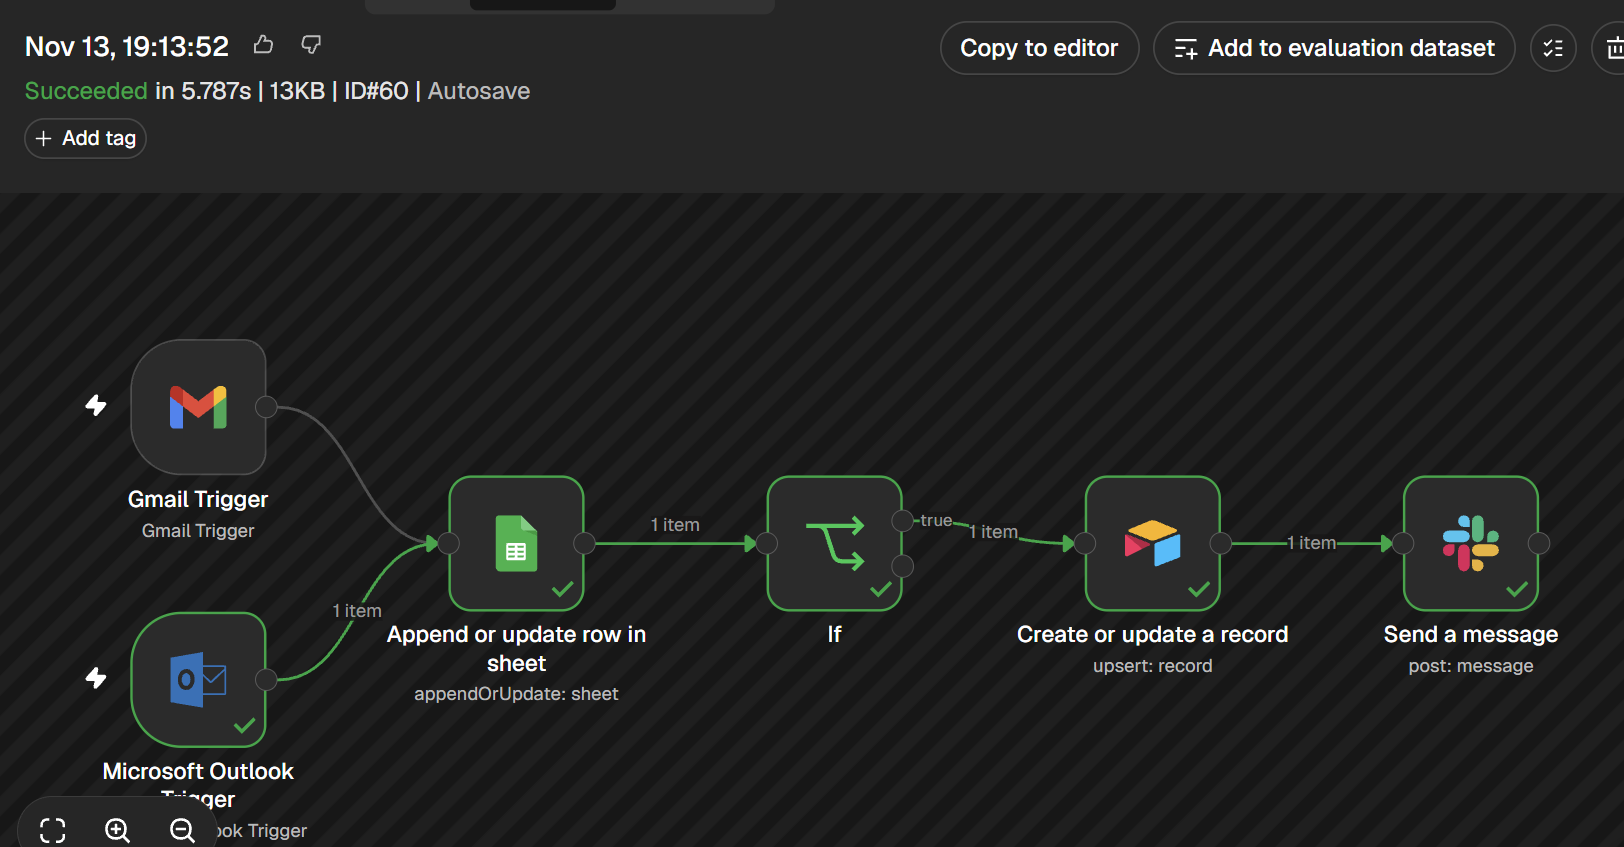 Nov 13, 19:13:52
Copy to editor
Add to evaluation dataset
Succeeded in 5.787s | 13KB | ID#60 | Autosave
+ Add tag
Gmail Trigger
Gmail Trigger
1 item
1 item
true
1 item
1 item
Append or update row in
sheet
appendOrUpdate: sheet
If
Create or update a record
upsert: record
Send a message
post: message
Microsoft Outlook
Trigger
ook Trigger